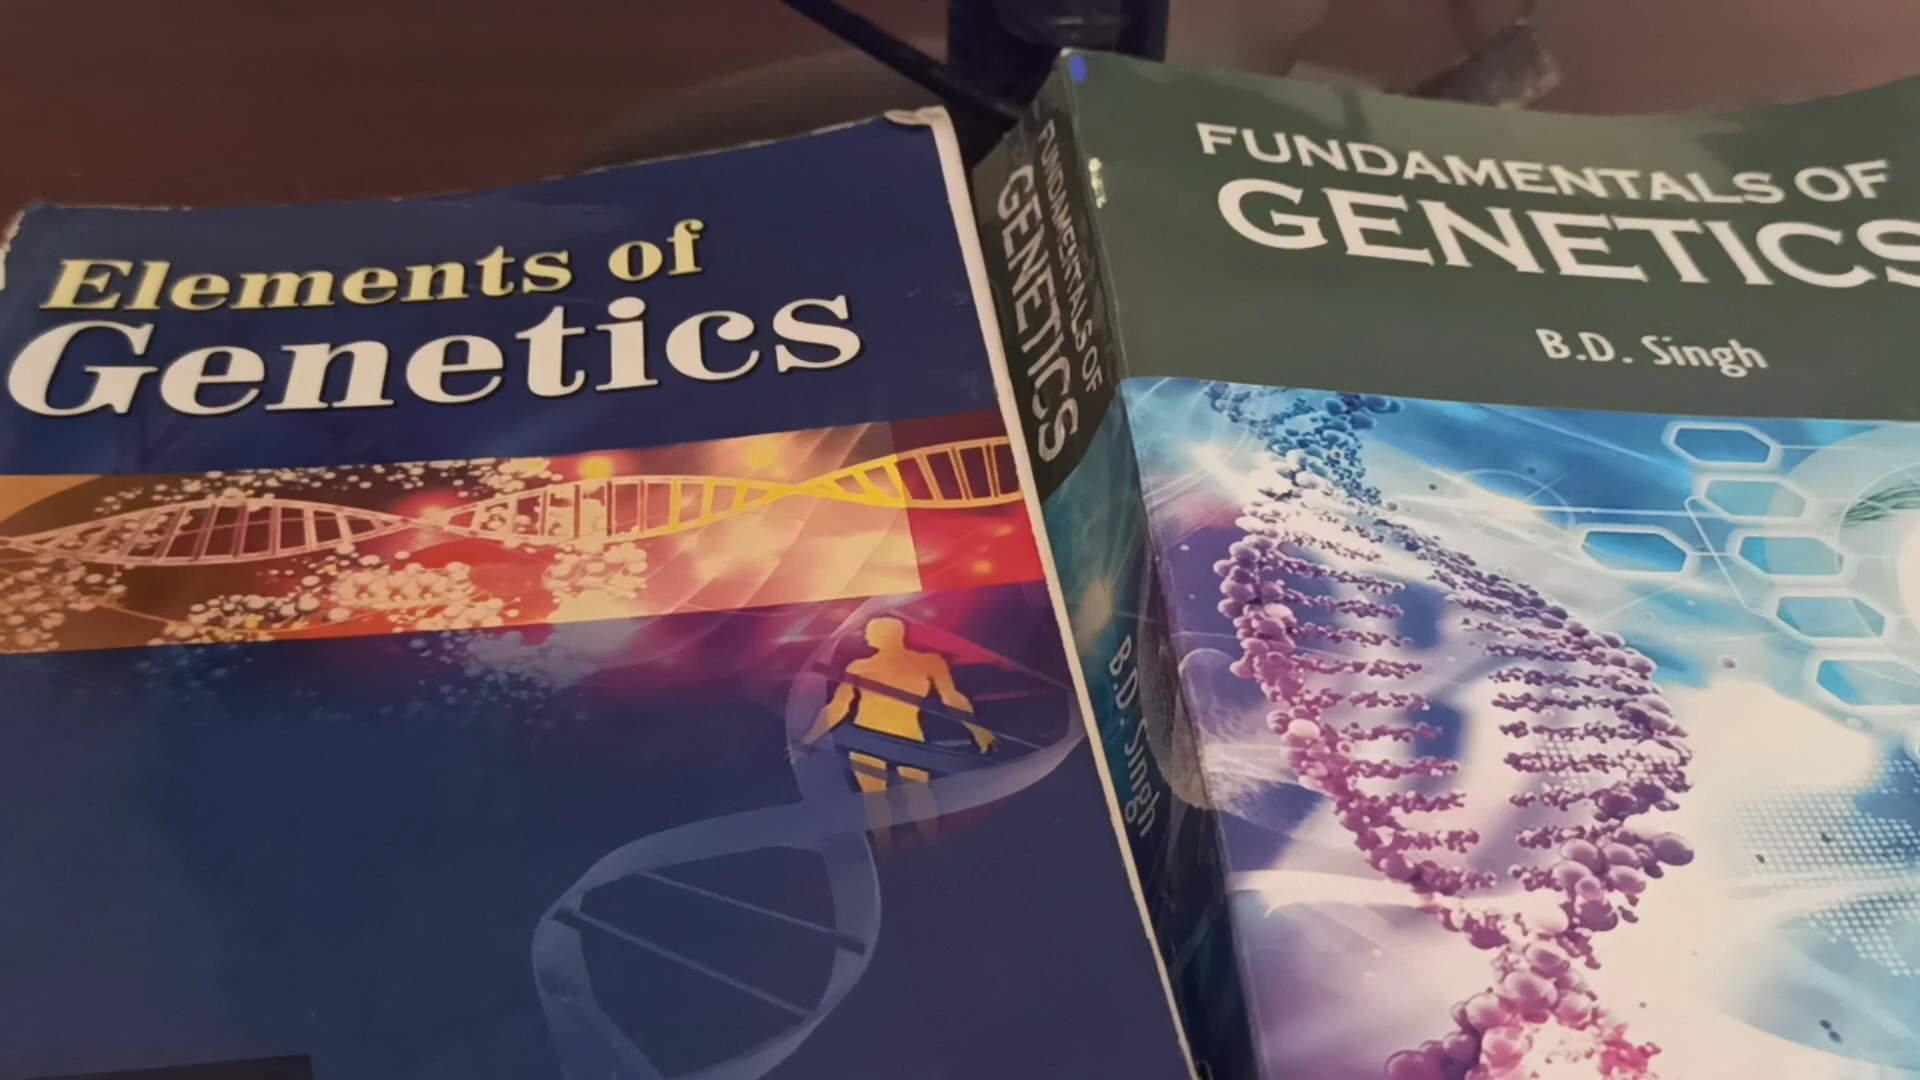 Elements of
Genetics
FUNDAMENTALS OF
GENETICS
B.D. Singh
FUNDAMENTALS OF
GENETICS
B.D. Singh